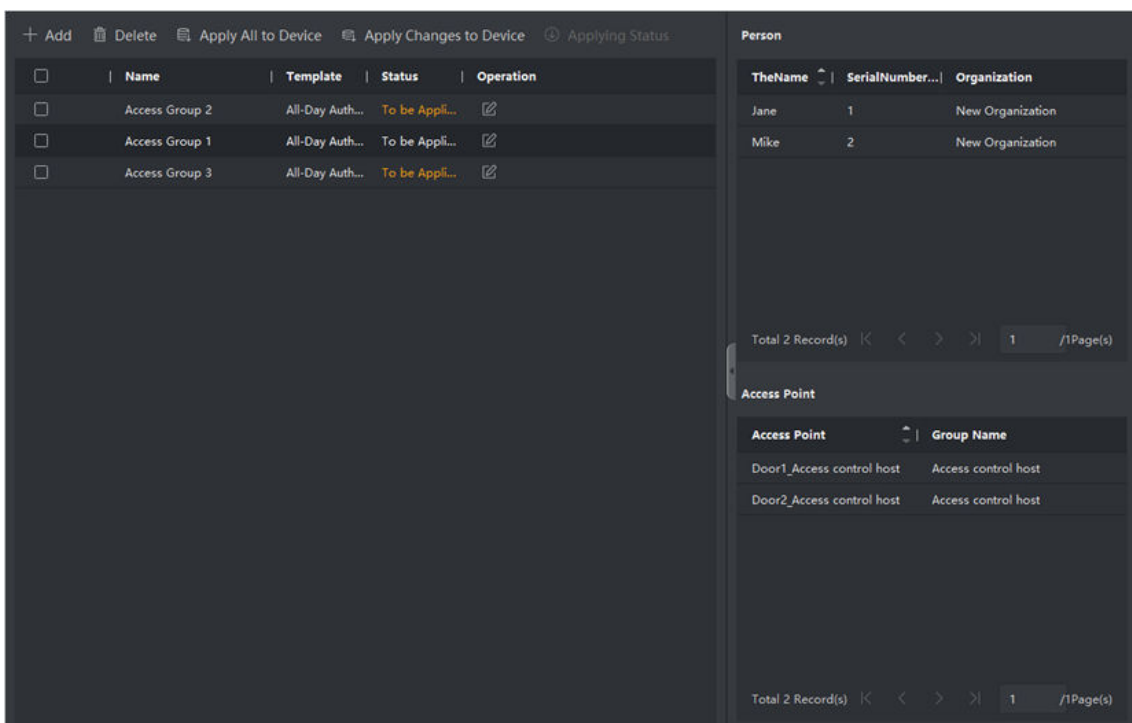 Add Delete Apply All to Device Apply Changes to Device Applying Status
Name Template Status Operation
Access Group 2 All-Day Auth... To be Appli...
Access Group 1 All-Day Auth... To be Appli...
Access Group 3 All-Day Auth... To be Appli...
Person
TheName SerialNumber... Organization
Jane 1 New Organization
Mike 2 New Organization
Total 2 Record(s) 1 /1Page(s)
Access Point
Access Point Group Name
Door1_Access control host Access control host
Door2_Access control host Access control host
Total 2 Record(s) 1 /1Page(s)